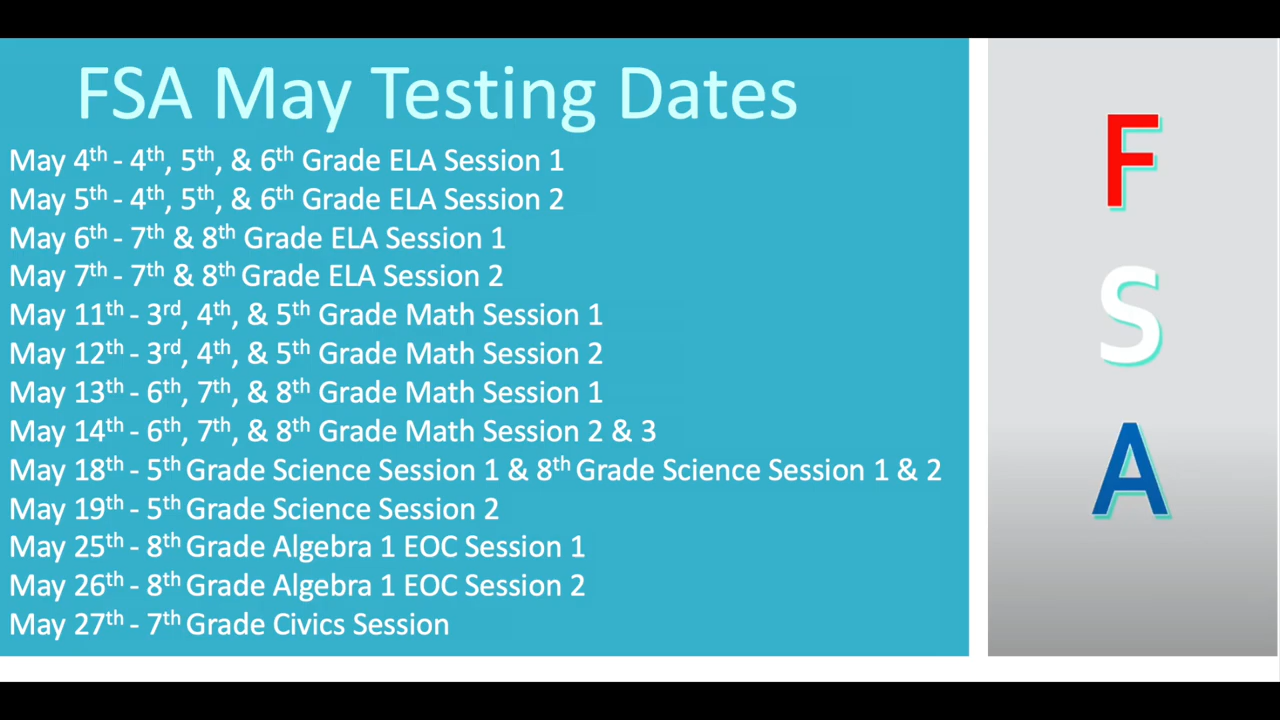 FSA May Testing Dates
May 4th - 4th, 5th, & 6th Grade ELA Session 1
May 5th - 4th, 5th, & 6th Grade ELA Session 2
May 6th - 7th & 8th Grade ELA Session 1
May 7th - 7th & 8th Grade ELA Session 2
May 11th - 3rd, 4th, & 5th Grade Math Session 1
May 12th - 3rd, 4th, & 5th Grade Math Session 2
May 13th - 6th, 7th, & 8th Grade Math Session 1
May 14th - 6th, 7th, & 8th Grade Math Session 2 & 3
May 18th - 5th Grade Science Session 1 & 8th Grade Science Session 1 & 2
May 19th - 5th Grade Science Session 2
May 25th - 8th Grade Algebra 1 EOC Session 1
May 26th - 8th Grade Algebra 1 EOC Session 2
May 27th - 7th Grade Civics Session
F
S
A